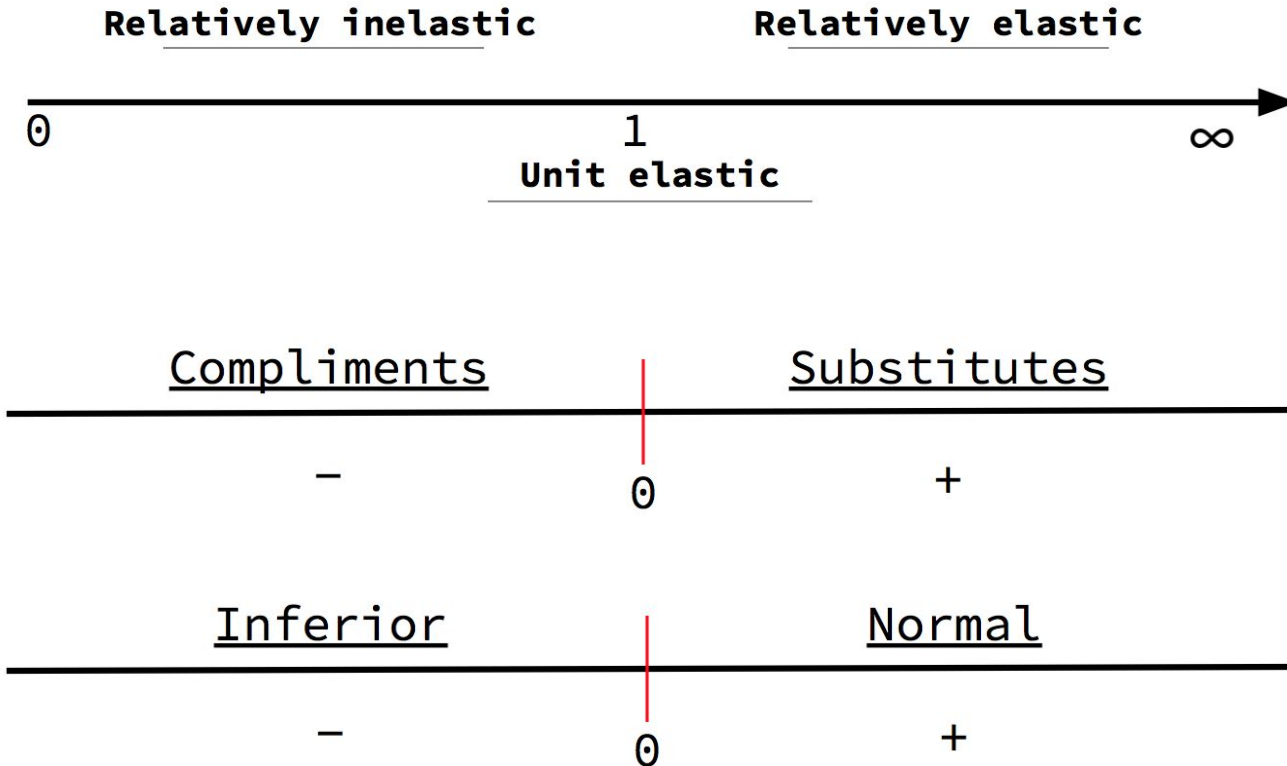 Relatively inelastic Relatively elastic
0 1 ∞
Unit elastic
Compliments Substitutes
− 0 +
Inferior Normal
− 0 +